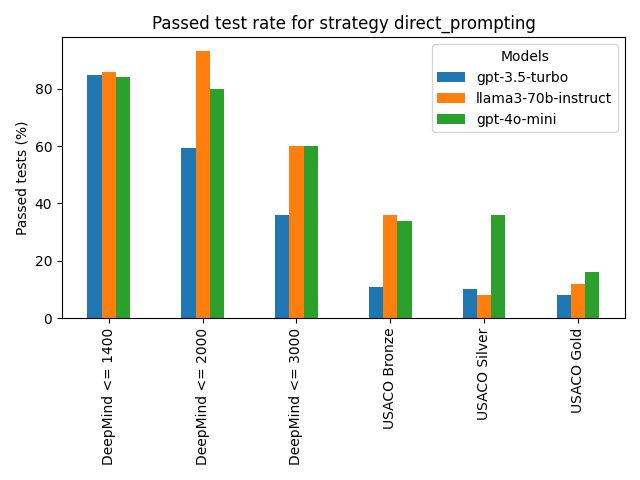 Passed test rate for strategy direct_prompting
Models
gpt-3.5-turbo
llama3-70b-instruct
gpt-4o-mini
Passed tests (%)
80
60
40
20
0
DeepMind <= 1400
DeepMind <= 2000
DeepMind <= 3000
USACO Bronze
USACO Silver
USACO Gold